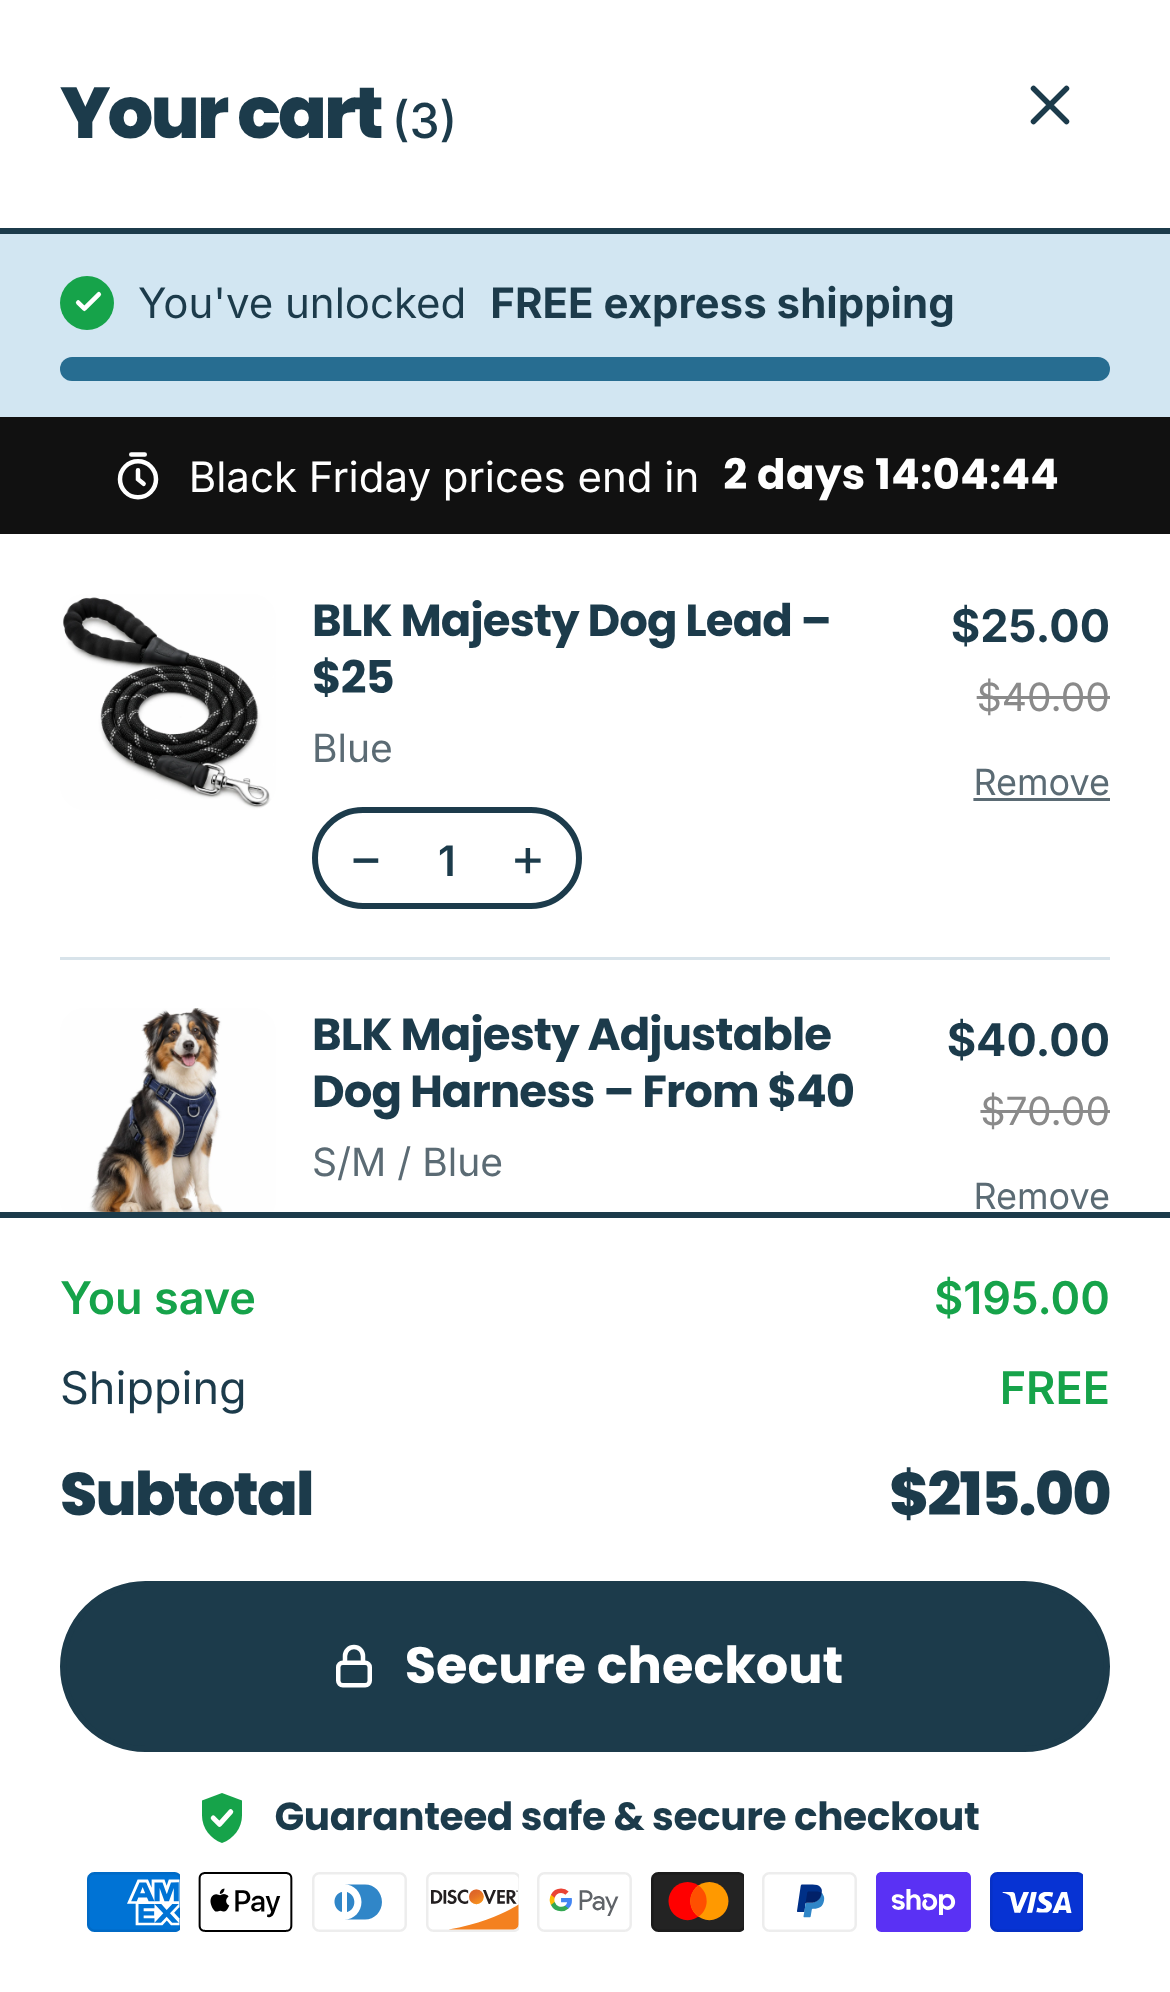 Your cart (3)
You've unlocked FREE express shipping
Black Friday prices end in 2 days 14:04:44
BLK Majesty Dog Lead –
$25
$25.00
$40.00
Blue
Remove
− 1 +
BLK Majesty Adjustable
Dog Harness – From $40
$40.00
$70.00
S/M / Blue
Remove
You save $195.00
Shipping FREE
Subtotal $215.00
Secure checkout
Guaranteed safe & secure checkout
AMEX Pay DISCOVER G Pay shop VISA